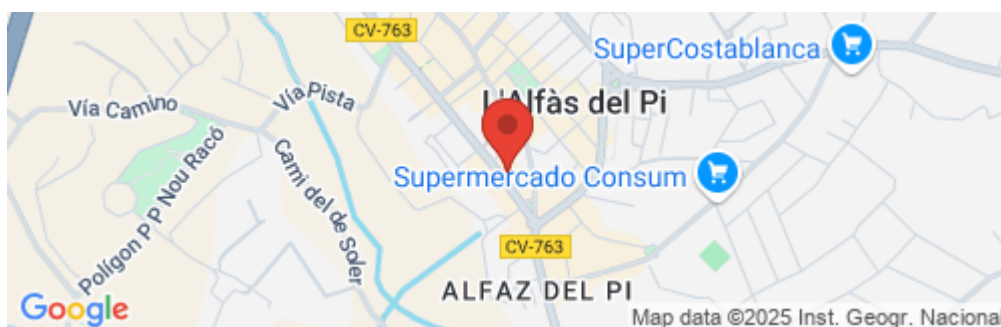 CV-763
SuperCostablanca
Vía Pista
Vía Camino
L'Alfàs del Pi
Polígon P P Nou Racó
Camí del de Soler
Supermercado Consum
CV-763
ALFAZ DEL PI
Google
Map data ©2025 Inst. Geogr. Naciona